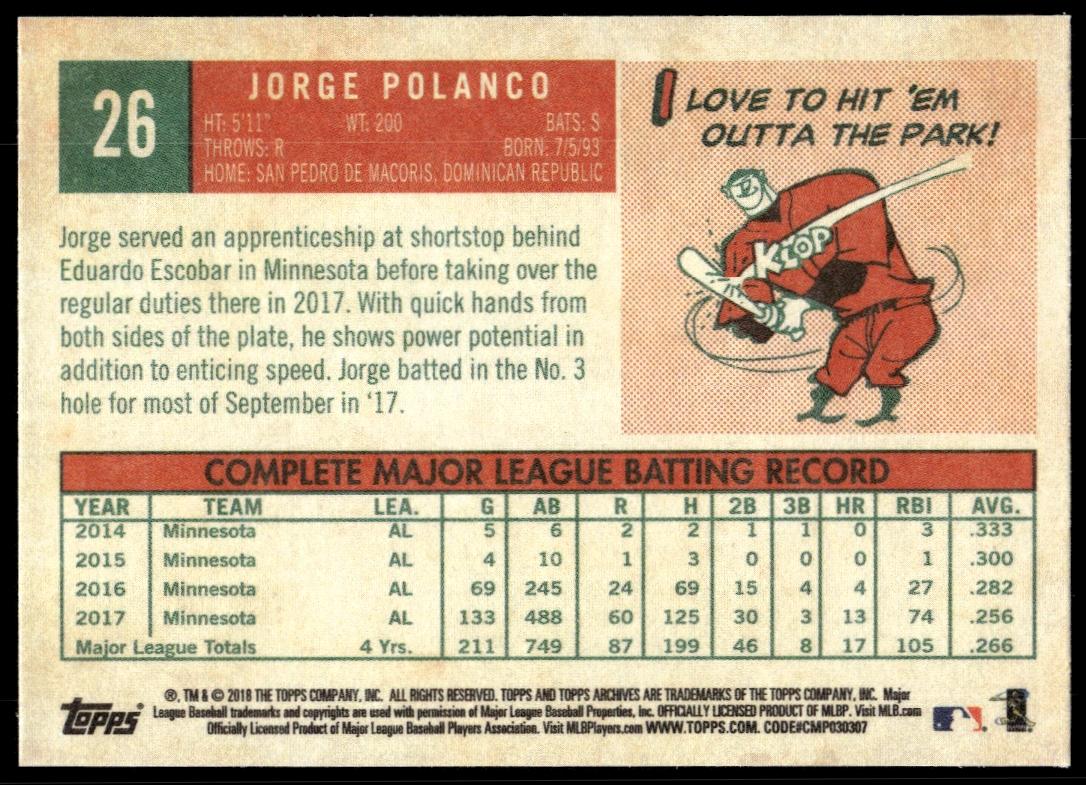 26
JORGE POLANCO
HT: 5'11" WT: 200 BATS: S
THROWS: R BORN: 7/5/93
HOME: SAN PEDRO DE MACORIS, DOMINICAN REPUBLIC
I LOVE TO HIT 'EM
OUTTA THE PARK!
KLOP
Jorge served an apprenticeship at shortstop behind
Eduardo Escobar in Minnesota before taking over the
regular duties there in 2017. With quick hands from
both sides of the plate, he shows power potential in
addition to enticing speed. Jorge batted in the No. 3
hole for most of September in '17.
COMPLETE MAJOR LEAGUE BATTING RECORD
YEAR TEAM LEA. G AB R H 2B 3B HR RBI AVG.
2014 Minnesota AL 5 6 2 2 1 1 0 3 .333
2015 Minnesota AL 4 10 1 3 0 0 0 1 .300
2016 Minnesota AL 69 245 24 69 15 4 4 27 .282
2017 Minnesota AL 133 488 60 125 30 3 13 74 .256
Major League Totals 4 Yrs. 211 749 87 199 46 8 17 105 .266
topps
®, TM & © 2018 THE TOPPS COMPANY, INC. ALL RIGHTS RESERVED. TOPPS AND TOPPS ARCHIVES ARE TRADEMARKS OF THE TOPPS COMPANY, INC. Major
League Baseball trademarks and copyrights are used with permission of Major League Baseball Properties, Inc. OFFICIALLY LICENSED PRODUCT OF MLBP. Visit MLB.com
Officially Licensed Product of Major League Baseball Players Association. Visit MLBPlayers.com WWW.TOPPS.COM. CODE#CMP030307